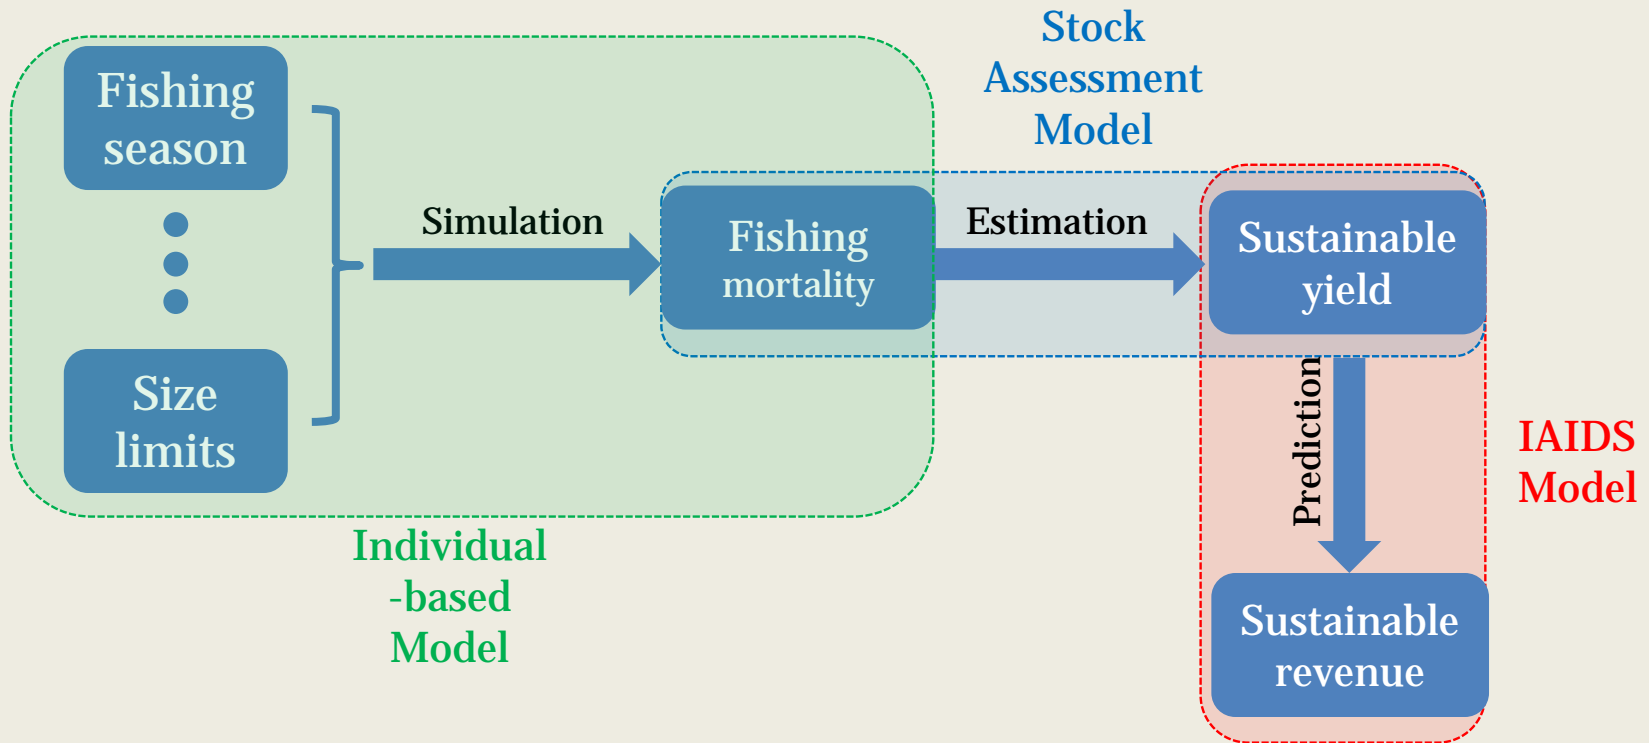 Fishing
season
Size
limits
Simulation
Individual
-based
Model
Fishing
mortality
Stock
Assessment
Model
Estimation
Sustainable
yield
Prediction
IAIDS
Model
Sustainable
revenue